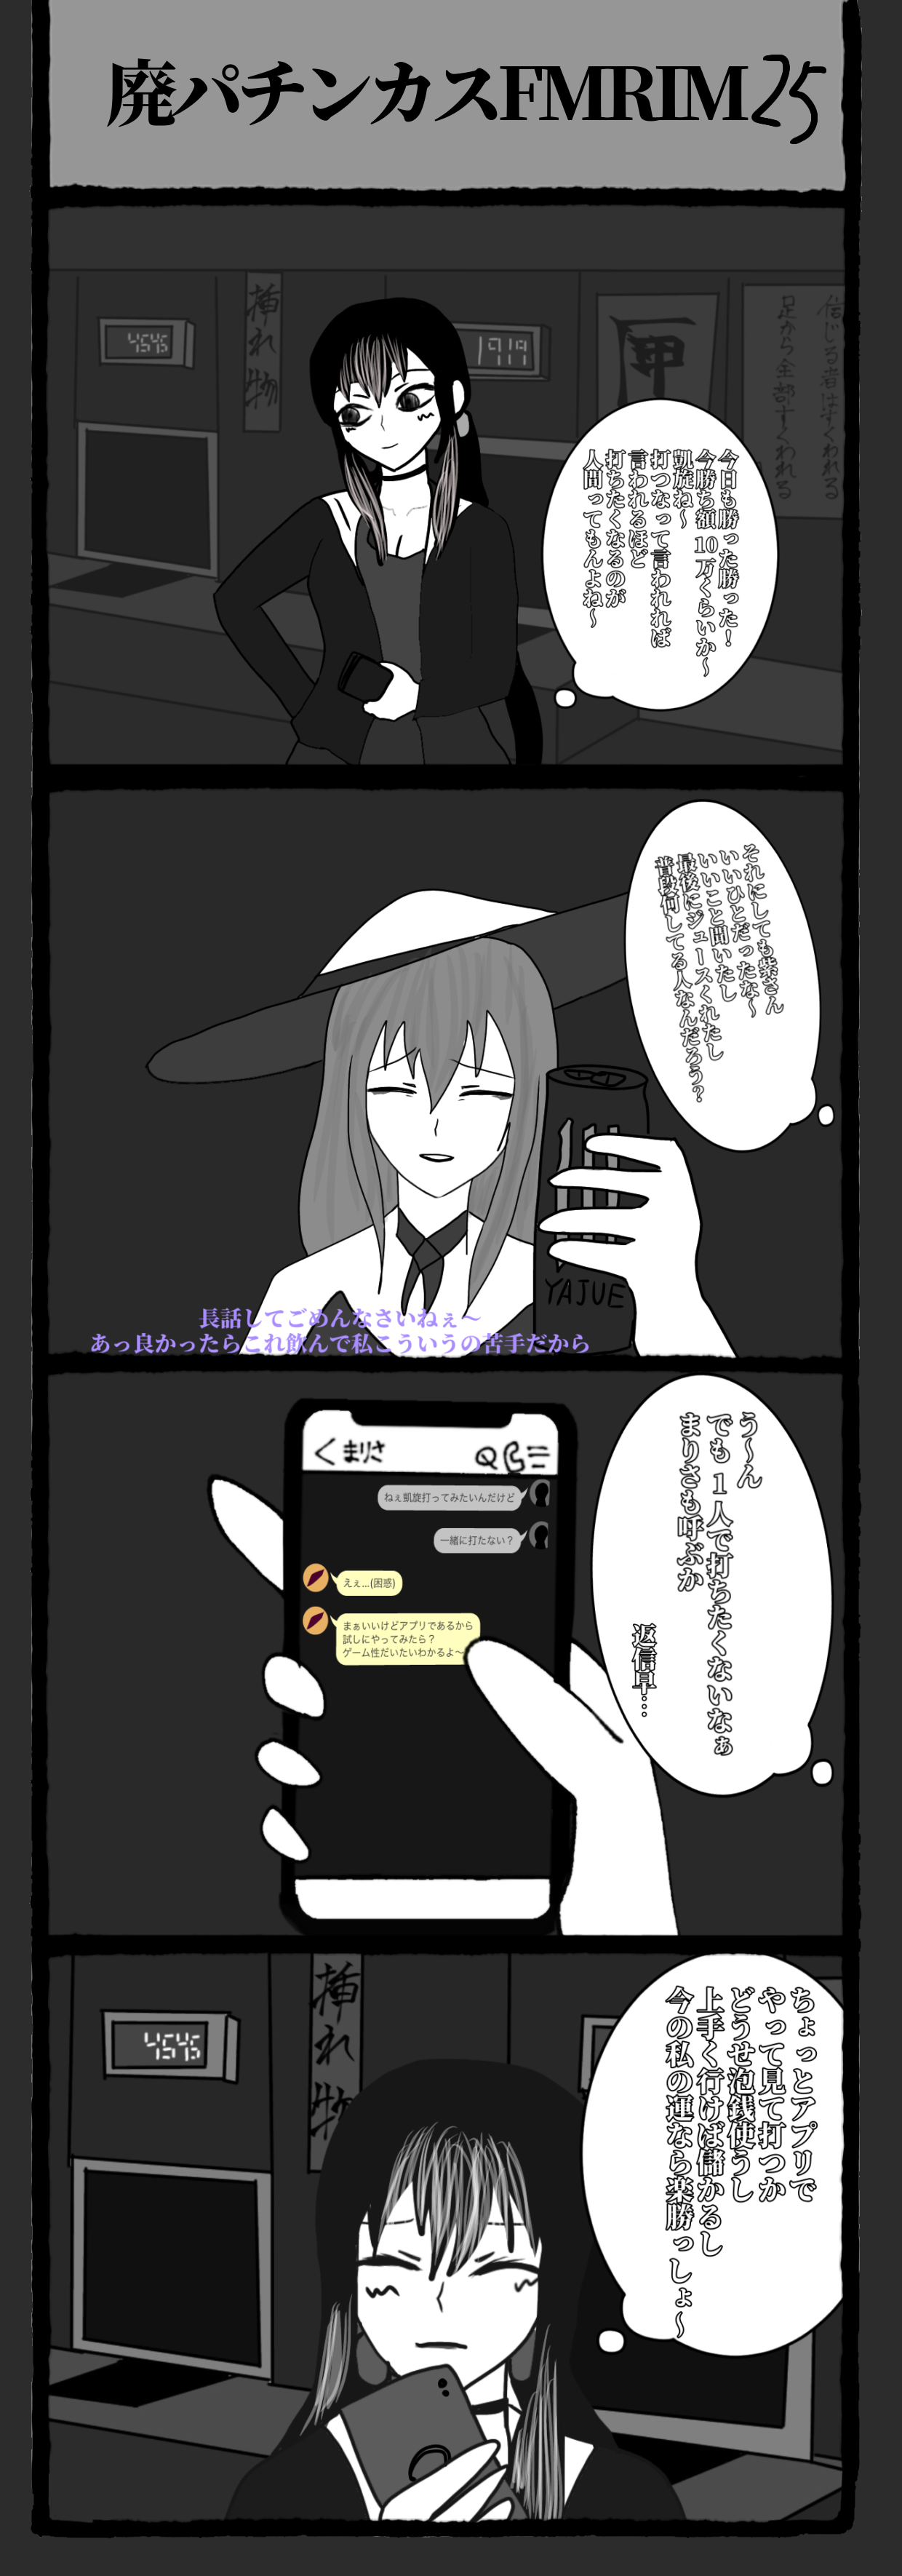 廃パチンカスFMRIM25
信じる者はすくわれる
足から全部すくわれる
挿れ物
4545
1919
今日も勝った勝った！
今勝ち額10万くらいか～
凱旋ね～
打つなって言われれば
言われるほど
打ちたくなるのが
人間ってもんよね～
それにしても紫さん
いいひとだったな～
いいこと聞いたし
最後にジュースくれたし
普段何してる人なんだろう？
YAJUE
長話してごめんなさいねぇ～
あっ良かったらこれ飲んで私こういうの苦手だから
う～ん
でも1人で打ちたくないなぁ
まりさも呼ぶか
返信早…
まりさ
ねぇ凱旋打ってみたいんだけど
一緒に打たない？
えぇ...(困惑)
まぁいいけどアプリであるから
試しにやってみたら？
ゲーム性だいたいわかるよ～
ちょっとアプリで
やって見て打つか
どうせ泡銭使うし
上手く行けば儲かるし
今の私の運なら楽勝っしょ～
4545
挿れ物